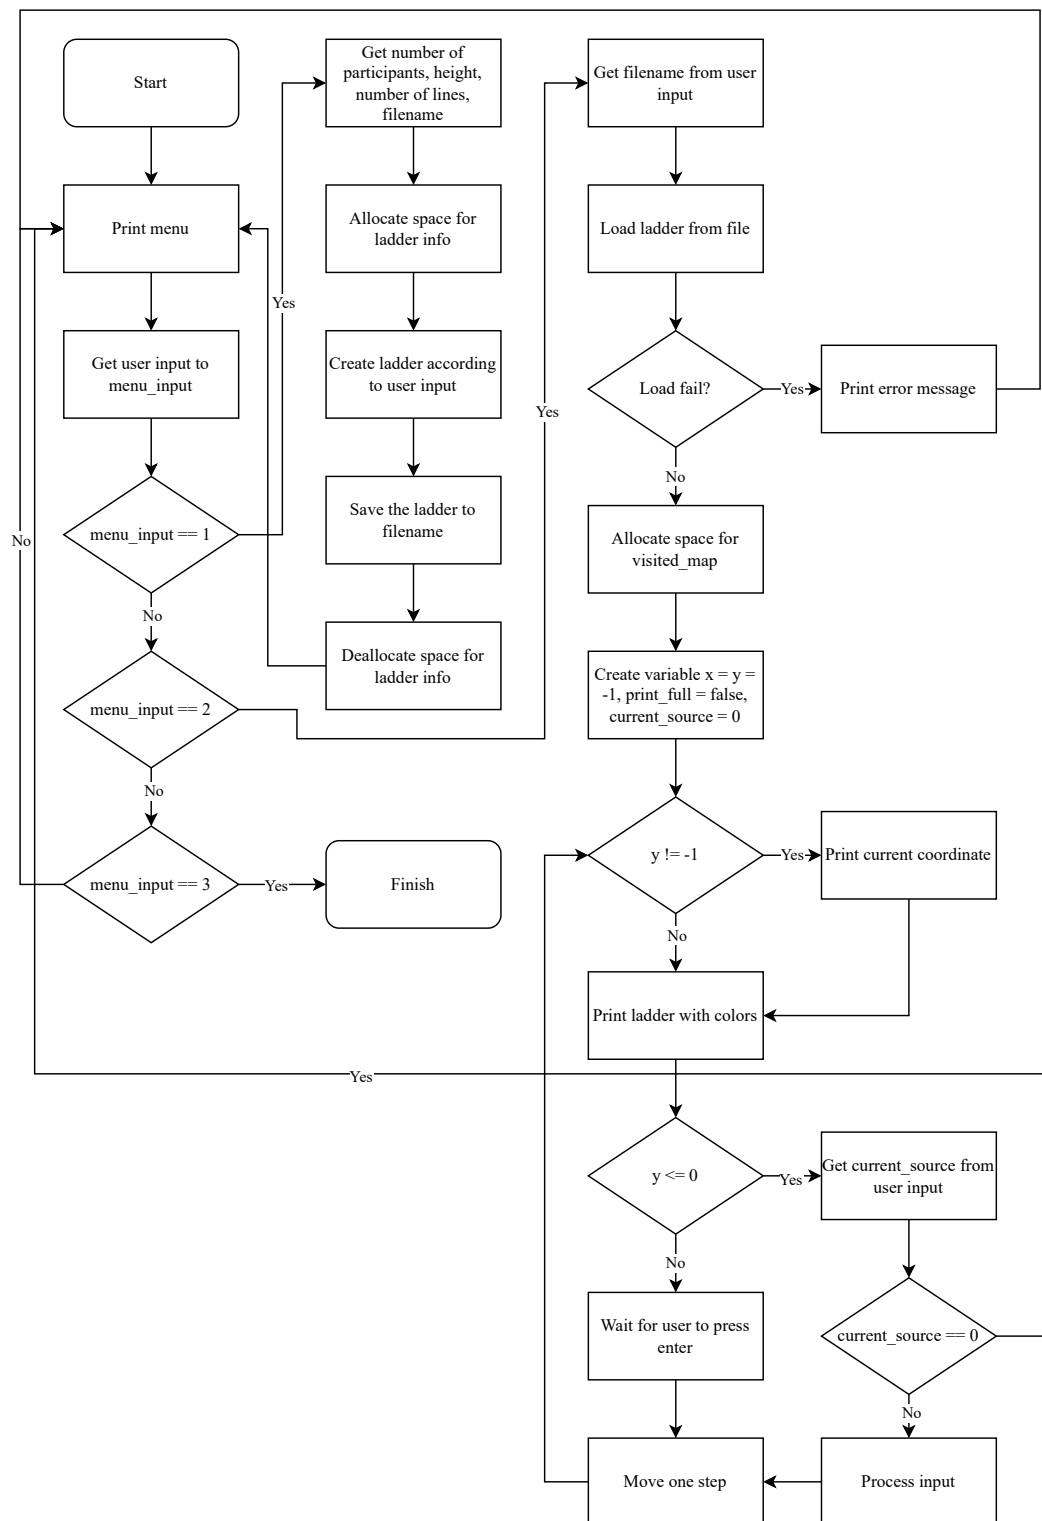 Start
Print menu
Get user input to
menu_input
menu_input == 1
No
menu_input == 2
No
menu_input == 3
Yes
Finish
No
Yes
Get number of
participants, height,
number of lines,
filename
Allocate space for
ladder info
Create ladder according
to user input
Save the ladder to
filename
Deallocate space for
ladder info
Yes
Get filename from user
input
Load ladder from file
Load fail?
Yes
Print error message
No
Allocate space for
visited_map
Create variable x = y =
-1, print_full = false,
current_source = 0
y != -1
Yes
Print current coordinate
No
Print ladder with colors
Yes
y <= 0
Yes
Get current_source from
user input
No
Wait for user to press
enter
current_source == 0
No
Move one step
Process input